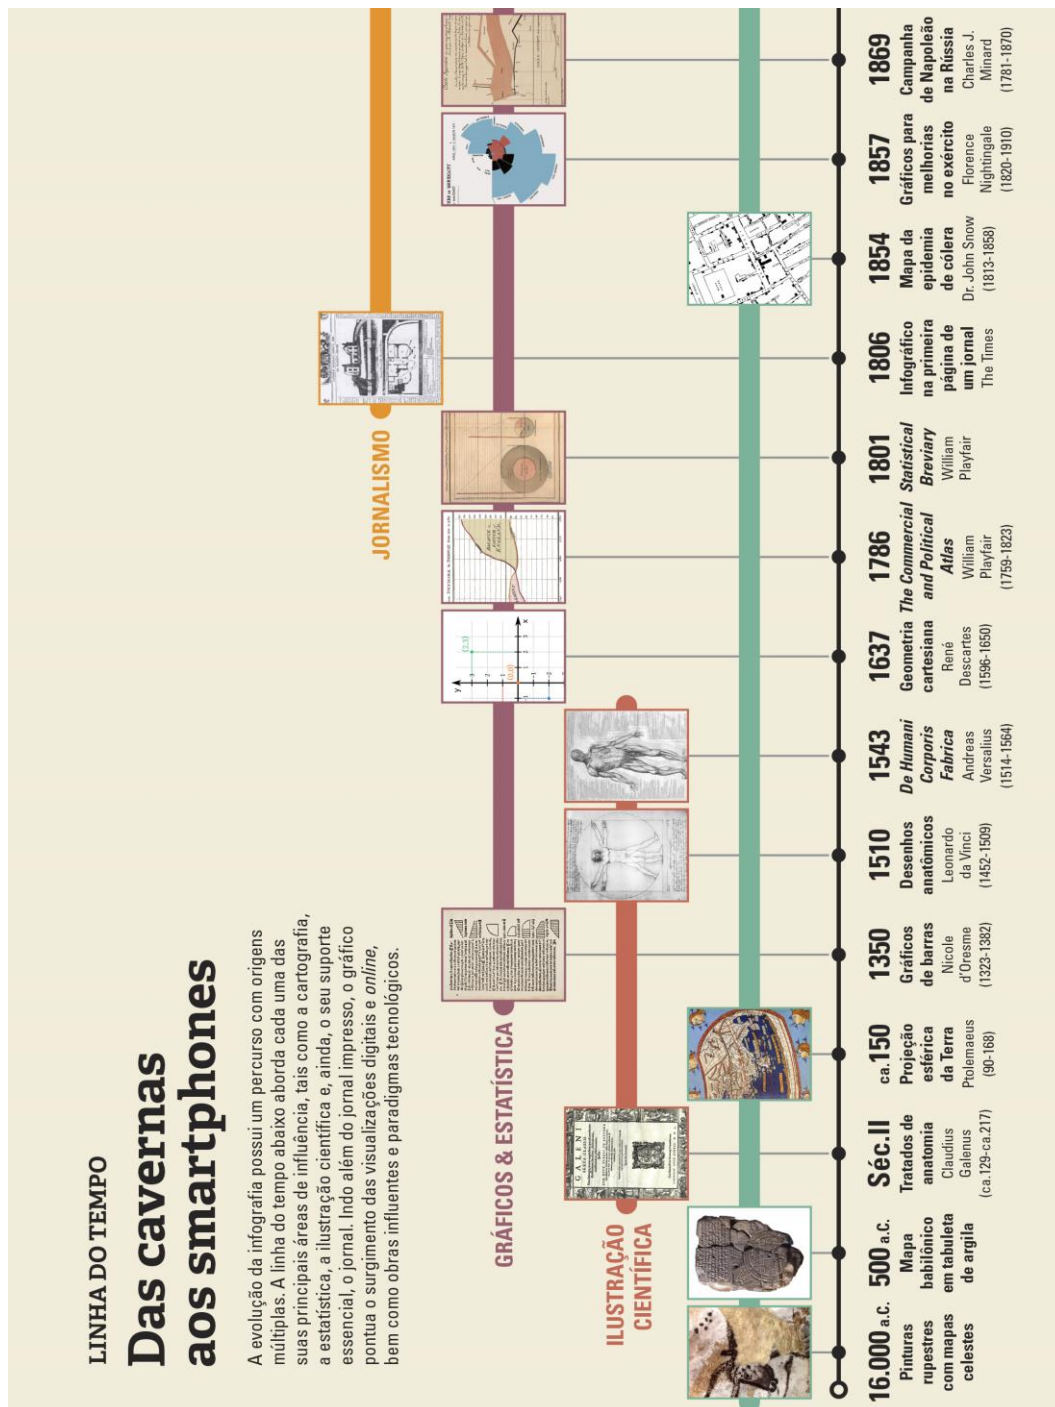 LINHA DO TEMPO
Das cavernas
aos smartphones
A evolução da infografia possui um percurso com origens
múltiplas. A linha do tempo abaixo aborda cada uma das
suas principais áreas de influência, tais como a cartografia,
a estatística, a ilustração científica e, ainda, o seu suporte
essencial, o jornal. Indo além do jornal impresso, o gráfico
pontua o surgimento das visualizações digitais e online,
bem como obras influentes e paradigmas tecnológicos.
JORNALISMO
GRÁFICOS & ESTATÍSTICA
ILUSTRAÇÃO
CIENTÍFICA
16.000 a.C.
Pinturas
rupestres
com mapas
celestes
500 a.C.
Mapa
babilônico
em tabuleta
de argila
Séc.II
Tratados de
anatomia
Claudius
Galenus
(ca.129-ca.217)
GALENI
ca.150
Projeção
esférica
da Terra
Ptolemaeus
(90-168)
1350
Gráficos
de barras
Nicole
d'Oresme
(1323-1382)
1510
Desenhos
anatômicos
Leonardo
da Vinci
(1452-1509)
1543
De Humani
Corporis
Fabrica
Andreas
Versalius
(1514-1564)
1637
Geometria
cartesiana
René
Descartes
(1596-1650)
y
x
(2,3)
(0,0)
1786
The Commercial
and Political
Atlas
William
Playfair
(1759-1823)
1801
Statistical
Breviary
William
Playfair
1806
Infográfico
na primeira
página de
um jornal
The Times
1854
Mapa da
epidemia
de cólera
Dr. John Snow
(1813-1858)
1857
Gráficos para
melhorias
no exército
Florence
Nightingale
(1820-1910)
1869
Campanha
de Napoleão
na Rússia
Charles J.
Minard
(1781-1870)